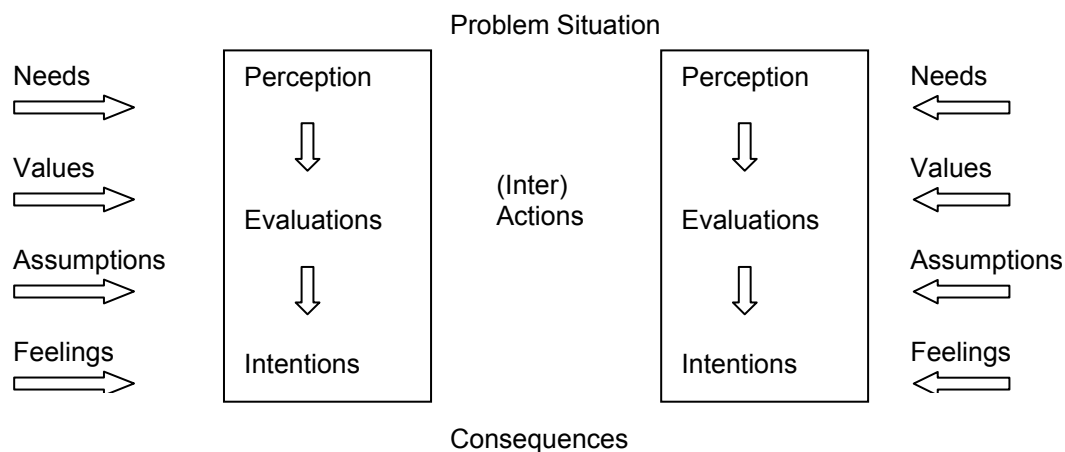 Problem Situation
Needs
Values
Assumptions
Feelings
Perception
Evaluations
Intentions
(Inter)
Actions
Perception
Evaluations
Intentions
Needs
Values
Assumptions
Feelings
Consequences